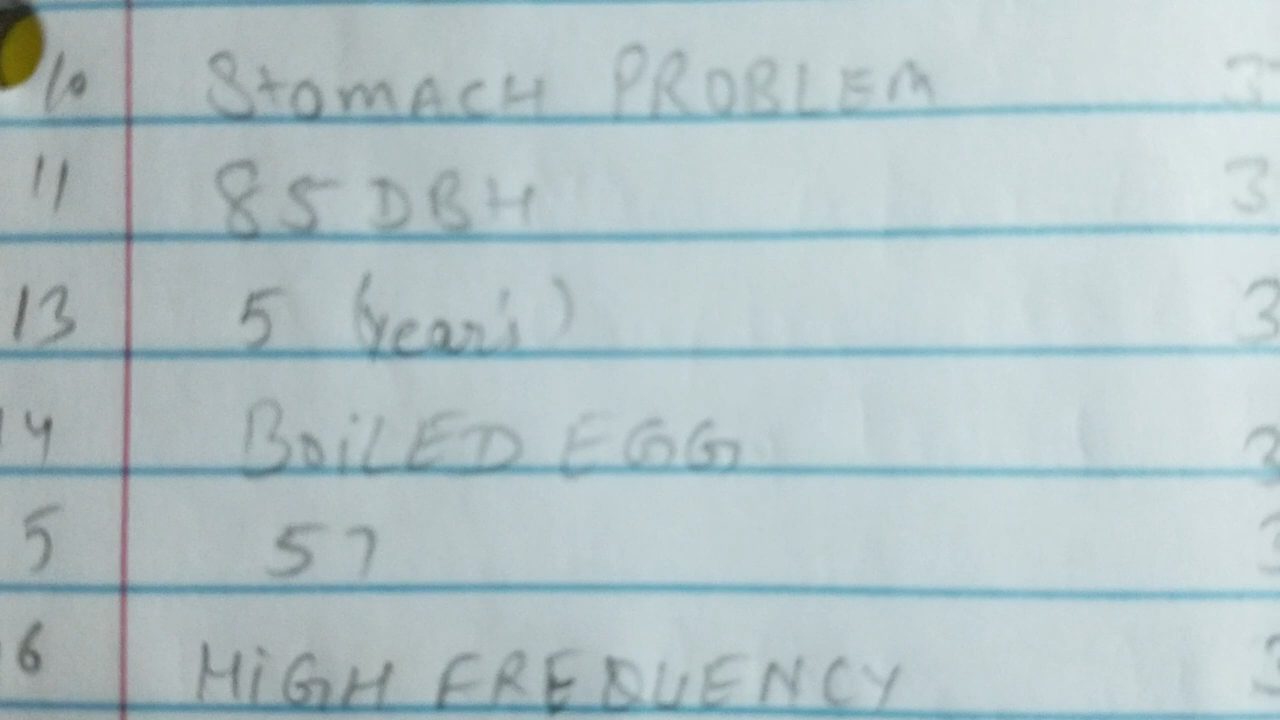 10 Stomach PROBLEM 3
11 85 DBH 3
13 5 (year's) 3
14 BOiLED EGG 3
5 57 3
6 HiGH FREQUENCY 3